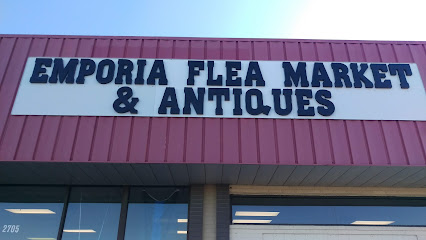 EMPORIA FLEA MARKET
& ANTIQUES
2705